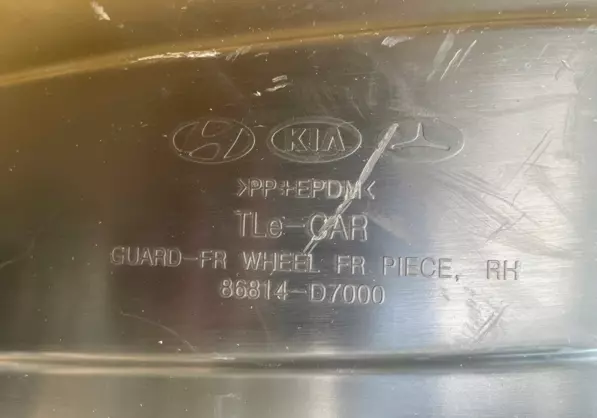 KIA
>PP+EPDM<
TLe-CAR
GUARD-FR WHEEL FR PIECE, RH
86814-D7000